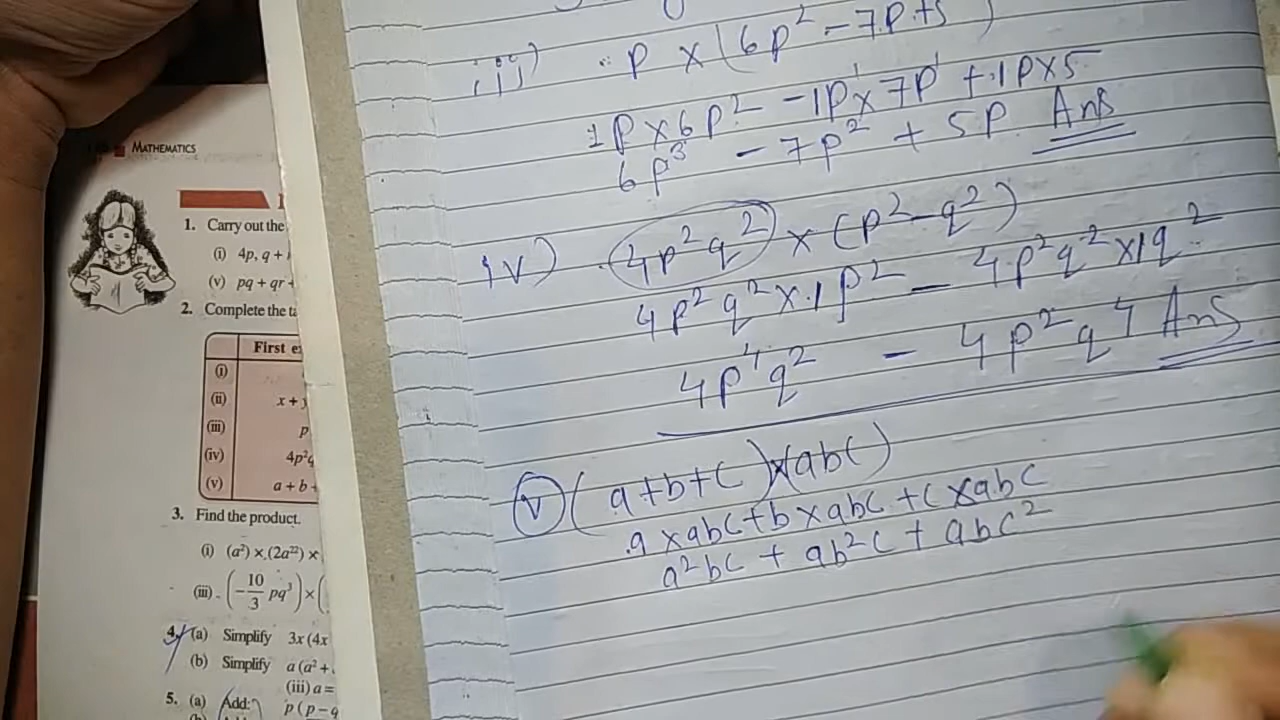 MATHEMATICS
1. Carry out the
(i) 4p, q +
(v) pq + qr +
2. Complete the ta
First e
(i)
(ii) x + y
(iii) p
(iv) 4p²q
(v) a + b +
3. Find the product.
(i) (a²) × (2a²²) ×
(iii) (-10/3 pq³) × (
4. (a) Simplify 3x (4x
(b) Simplify a (a² +
(iii) a =
5. (a) Add: p (p – q
iii) p × (6p² - 7p + 5)
1p × 6p² - 1p¹ × 7p¹ + 1p × 5
6p³ - 7p² + 5p Ans
iv) 4p²q² × (p² - q²)
4p²q² × 1p² - 4p²q² × 1q²
4p⁴q² - 4p²q⁴ Ans
v (a+b+c) × (abc)
a × abc + b × abc + c × abc
a²bc + ab²c + abc²